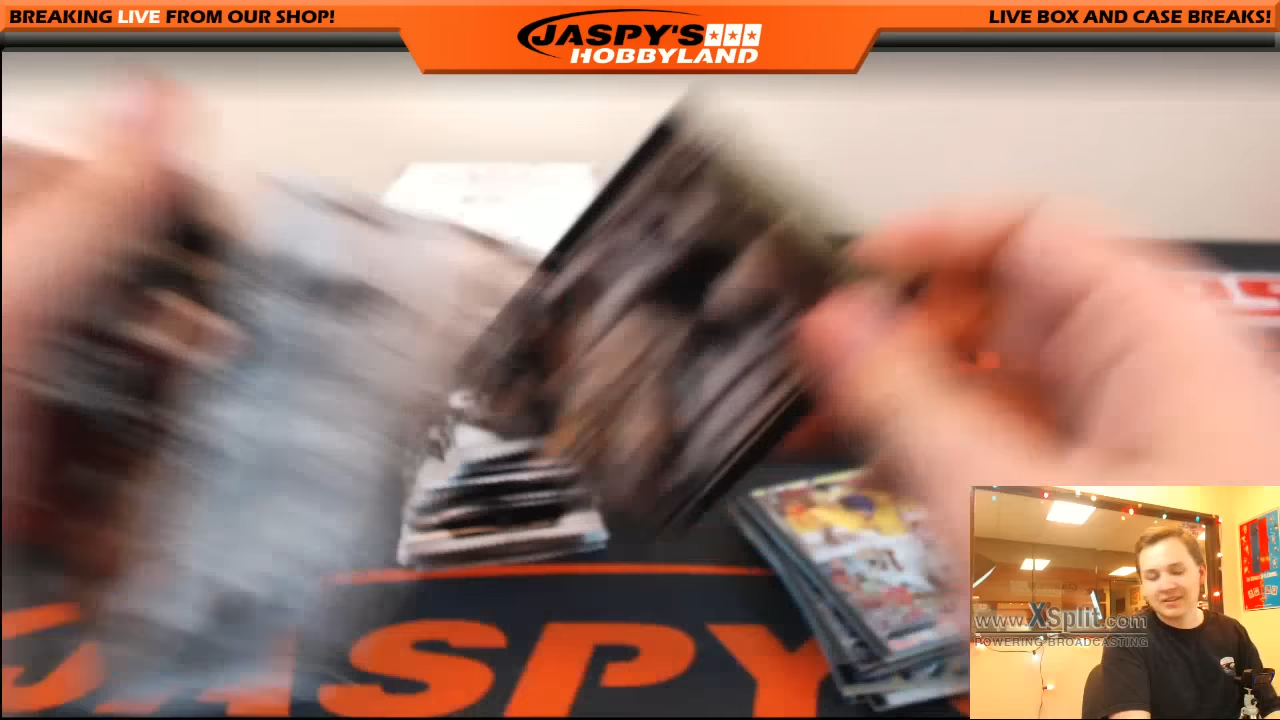 BREAKING LIVE FROM OUR SHOP!
JASPY'S
HOBBYLAND
LIVE BOX AND CASE BREAKS!
JASPY
www.XSplit.com
POWERING BROADCASTING